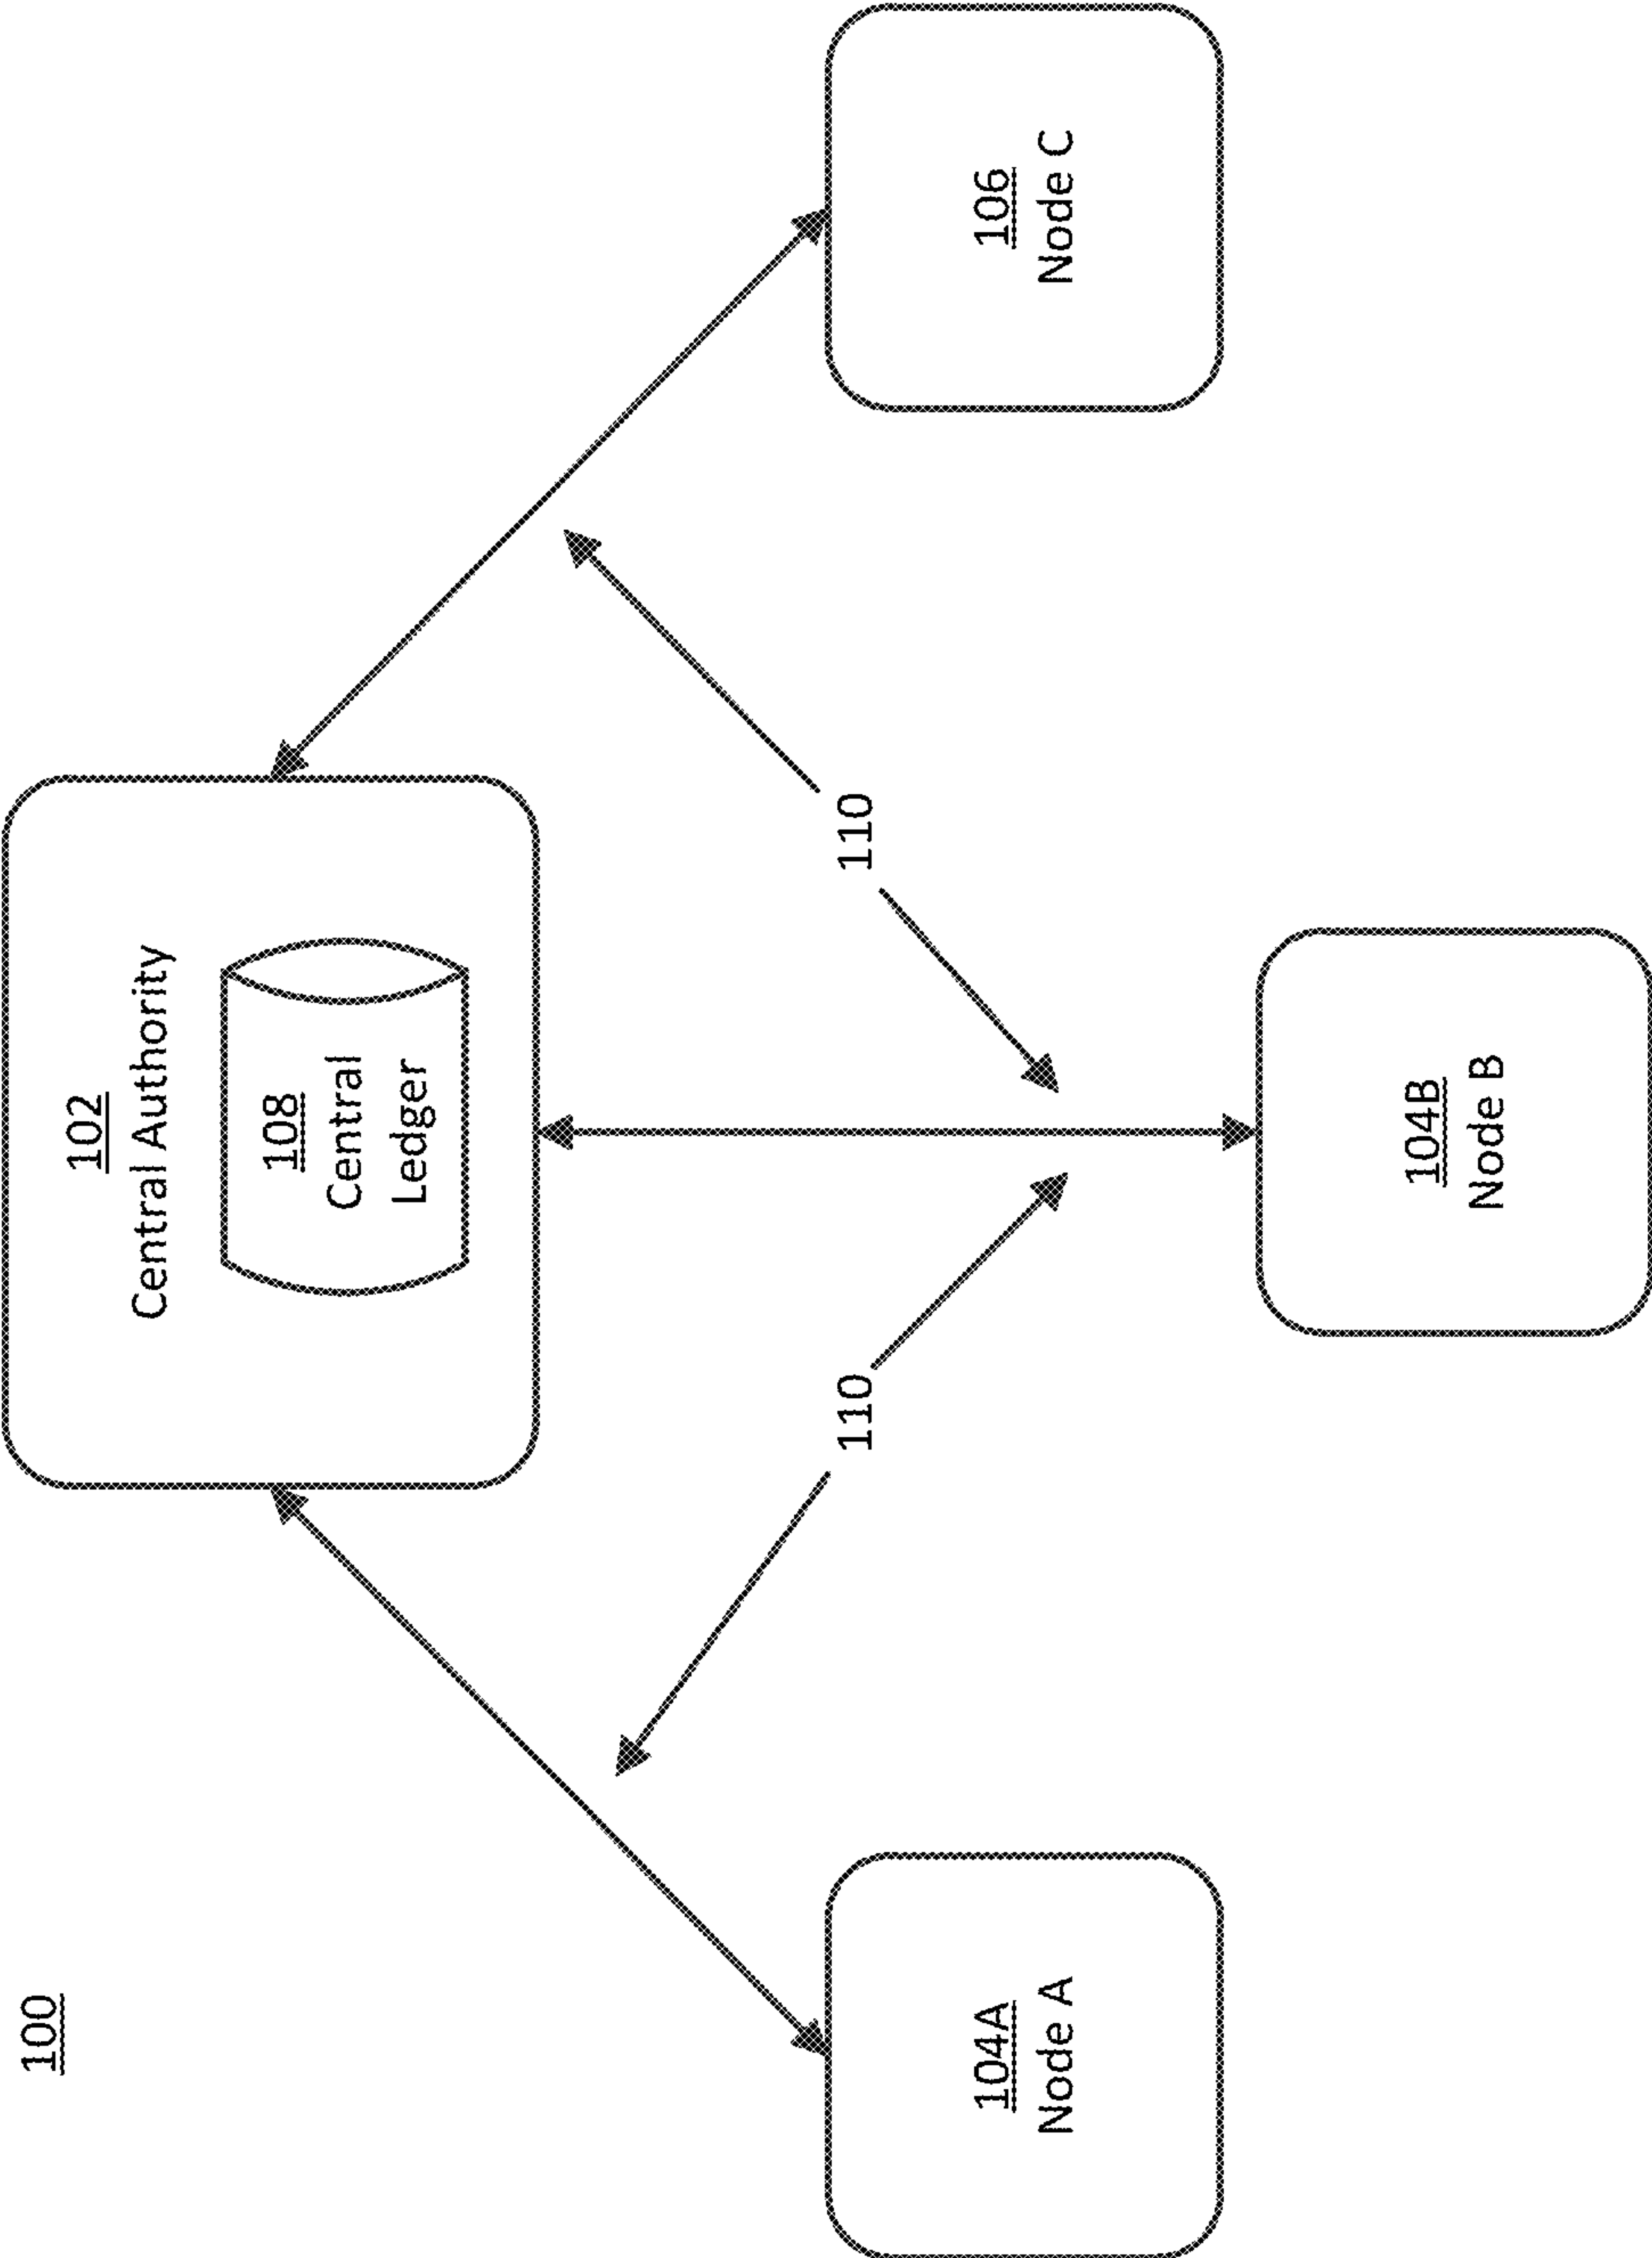 100
102
Central Authority
108
Central
Ledger
110
110
104A
Node A
104B
Node B
106
Node C